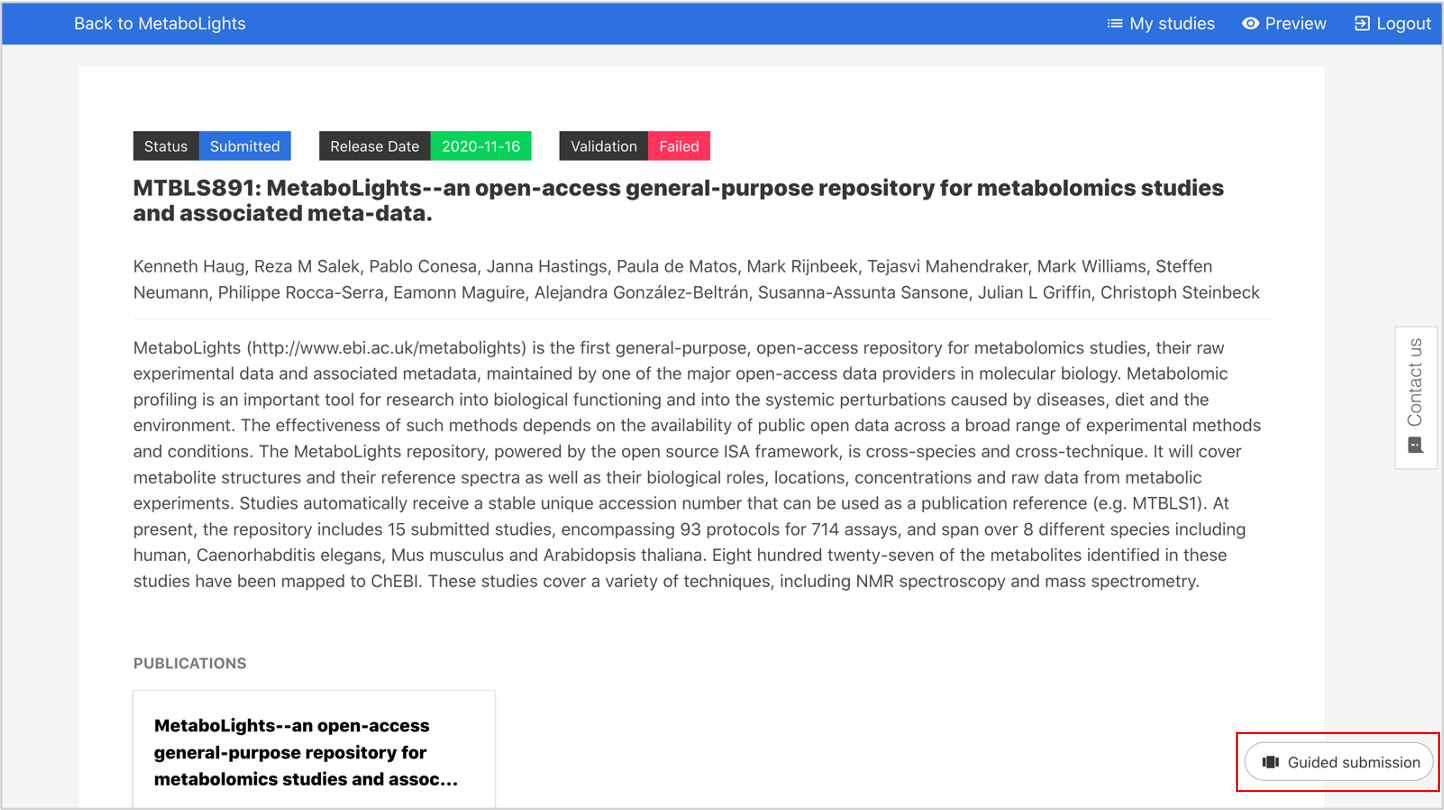 Back to MetaboLights
My studies
Preview
Logout
Status Submitted
Release Date 2020-11-16
Validation Failed
MTBLS891: MetaboLights--an open-access general-purpose repository for metabolomics studies
and associated meta-data.
Kenneth Haug, Reza M Salek, Pablo Conesa, Janna Hastings, Paula de Matos, Mark Rijnbeek, Tejasvi Mahendraker, Mark Williams, Steffen
Neumann, Philippe Rocca-Serra, Eamonn Maguire, Alejandra González-Beltrán, Susanna-Assunta Sansone, Julian L Griffin, Christoph Steinbeck
MetaboLights (http://www.ebi.ac.uk/metabolights) is the first general-purpose, open-access repository for metabolomics studies, their raw
experimental data and associated metadata, maintained by one of the major open-access data providers in molecular biology. Metabolomic
profiling is an important tool for research into biological functioning and into the systemic perturbations caused by diseases, diet and the
environment. The effectiveness of such methods depends on the availability of public open data across a broad range of experimental methods
and conditions. The MetaboLights repository, powered by the open source ISA framework, is cross-species and cross-technique. It will cover
metabolite structures and their reference spectra as well as their biological roles, locations, concentrations and raw data from metabolic
experiments. Studies automatically receive a stable unique accession number that can be used as a publication reference (e.g. MTBLS1). At
present, the repository includes 15 submitted studies, encompassing 93 protocols for 714 assays, and span over 8 different species including
human, Caenorhabditis elegans, Mus musculus and Arabidopsis thaliana. Eight hundred twenty-seven of the metabolites identified in these
studies have been mapped to ChEBI. These studies cover a variety of techniques, including NMR spectroscopy and mass spectrometry.
Contact us
PUBLICATIONS
MetaboLights--an open-access
general-purpose repository for
metabolomics studies and assoc...
Guided submission